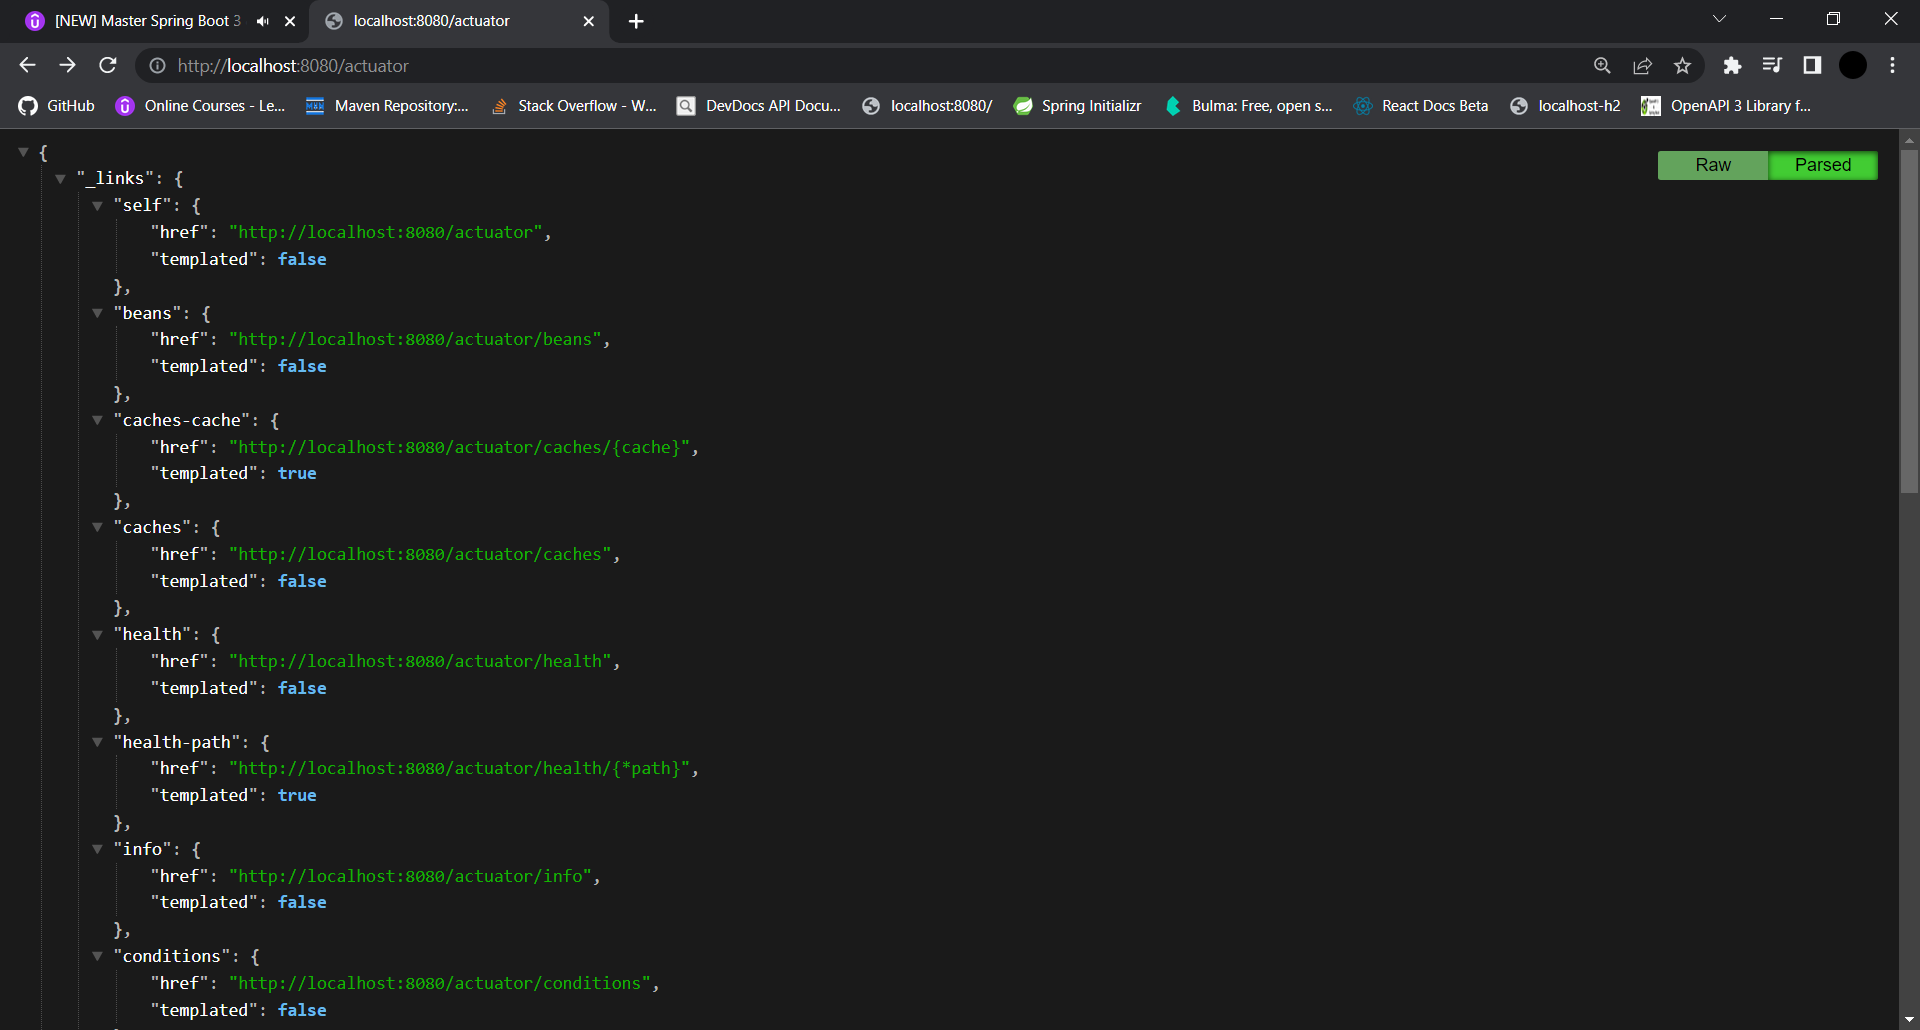 [NEW] Master Spring Boot 3
localhost:8080/actuator
http://localhost:8080/actuator
GitHub
Online Courses - Le...
Maven Repository:...
Stack Overflow - W...
DevDocs API Docu...
localhost:8080/
Spring Initializr
Bulma: Free, open s...
React Docs Beta
localhost-h2
OpenAPI 3 Library f...
Raw
Parsed
{
"_links": {
"self": {
"href": "http://localhost:8080/actuator",
"templated": false
},
"beans": {
"href": "http://localhost:8080/actuator/beans",
"templated": false
},
"caches-cache": {
"href": "http://localhost:8080/actuator/caches/{cache}",
"templated": true
},
"caches": {
"href": "http://localhost:8080/actuator/caches",
"templated": false
},
"health": {
"href": "http://localhost:8080/actuator/health",
"templated": false
},
"health-path": {
"href": "http://localhost:8080/actuator/health/{*path}",
"templated": true
},
"info": {
"href": "http://localhost:8080/actuator/info",
"templated": false
},
"conditions": {
"href": "http://localhost:8080/actuator/conditions",
"templated": false